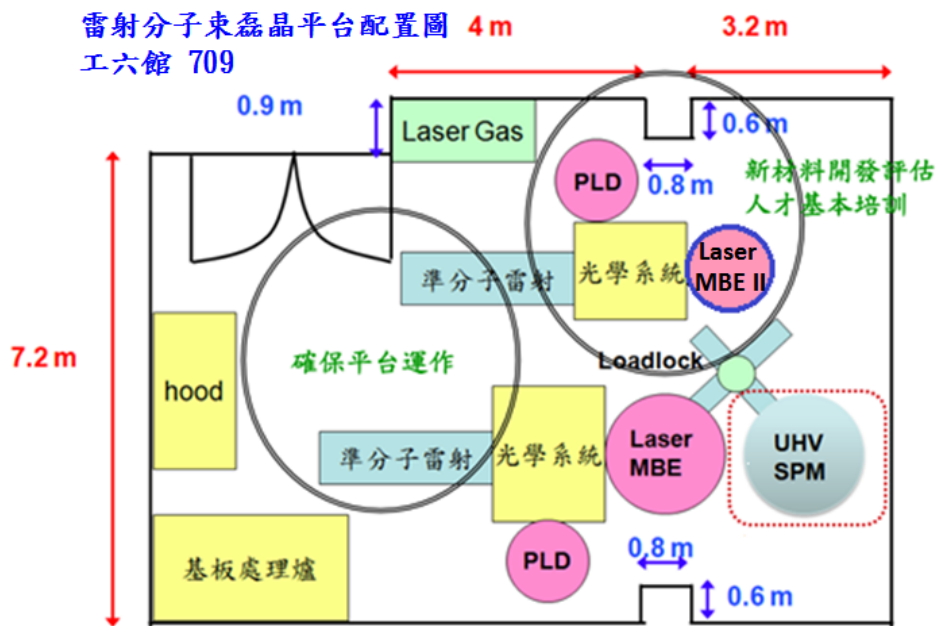 雷射分子束磊晶平台配置圖
工六館 709
4 m
3.2 m
0.9 m
Laser Gas
0.6 m
PLD
0.8 m
新材料開發評估
人才基本培訓
準分子雷射
光學系統
Laser
MBE II
7.2 m
確保平台運作
Loadlock
hood
準分子雷射
光學系統
Laser
MBE
UHV
SPM
基板處理爐
PLD
0.8 m
0.6 m